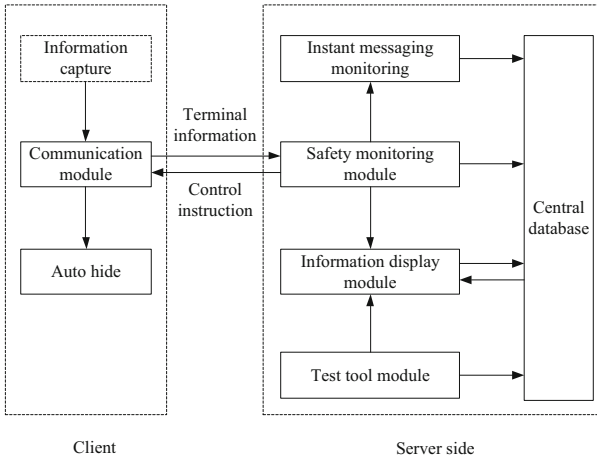 Information
capture
Communication
module
Auto hide
Client
Terminal
information
Control
instruction
Instant messaging
monitoring
Safety monitoring
module
Information display
module
Test tool module
Central
database
Server side